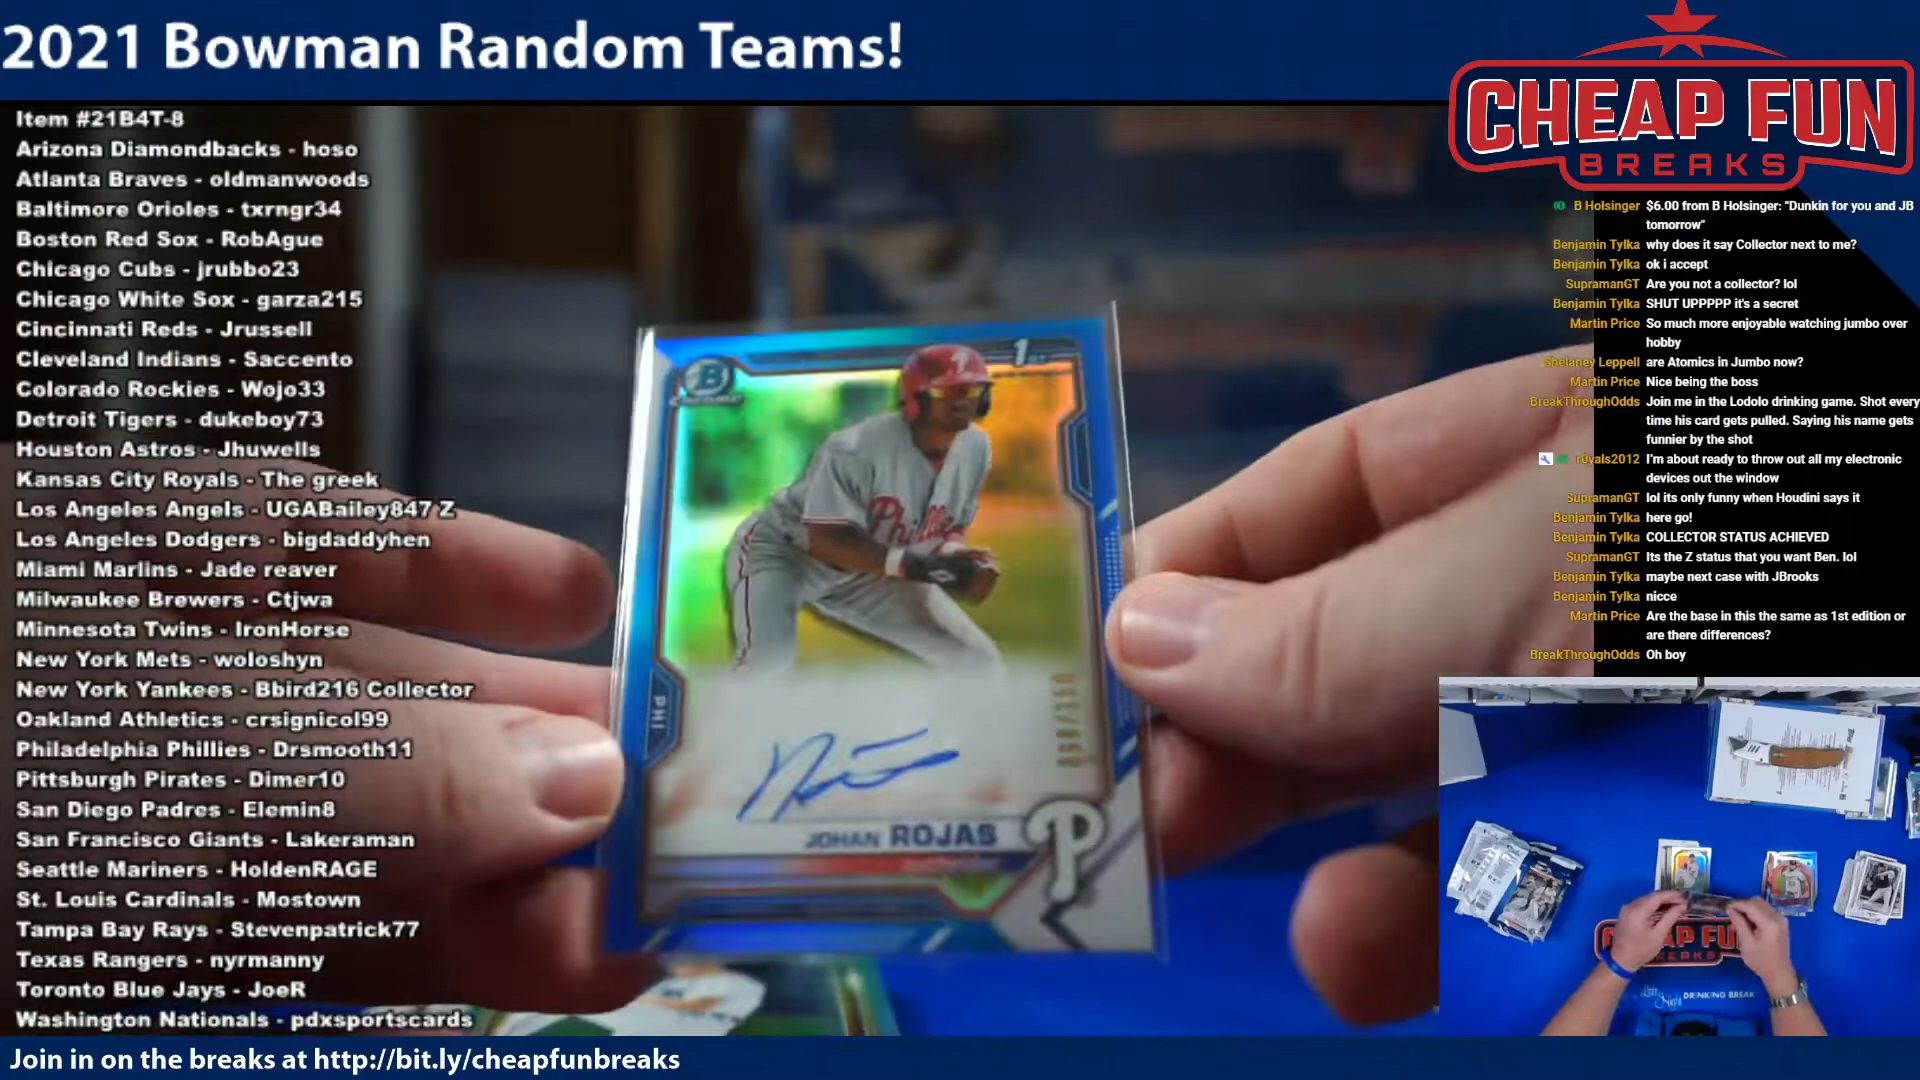 2021 Bowman Random Teams!
CHEAP FUN
BREAKS
Item #21B4T-8
Arizona Diamondbacks - hoso
Atlanta Braves - oldmanwoods
Baltimore Orioles - txrngr34
Boston Red Sox - RobAgue
Chicago Cubs - jrubbo23
Chicago White Sox - garza215
Cincinnati Reds - Jrussell
Cleveland Indians - Saccento
Colorado Rockies - Wojo33
Detroit Tigers - dukeboy73
Houston Astros - Jhuwells
Kansas City Royals - The greek
Los Angeles Angels - UGABailey847 Z
Los Angeles Dodgers - bigdaddyhen
Miami Marlins - Jade reaver
Milwaukee Brewers - Ctjwa
Minnesota Twins - IronHorse
New York Mets - woloshyn
New York Yankees - Bbird216 Collector
Oakland Athletics - crsignicol99
Philadelphia Phillies - Drsmooth11
Pittsburgh Pirates - Dimer10
San Diego Padres - Elemin8
San Francisco Giants - Lakeraman
Seattle Mariners - HoldenRAGE
St. Louis Cardinals - Mostown
Tampa Bay Rays - Stevenpatrick77
Texas Rangers - nyrmanny
Toronto Blue Jays - JoeR
Washington Nationals - pdxsportscards
B
1ST
Phillies
PHI
JOHAN ROJAS
P
B Holsinger $6.00 from B Holsinger: "Dunkin for you and JB
tomorrow"
Benjamin Tylka why does it say Collector next to me?
Benjamin Tylka ok i accept
SupramanGT Are you not a collector? lol
Benjamin Tylka SHUT UPPPPP it's a secret
Martin Price So much more enjoyable watching jumbo over
hobby
Shelaney Leppell are Atomics in Jumbo now?
Martin Price Nice being the boss
BreakThroughOdds Join me in the Lodolo drinking game. Shot every
time his card gets pulled. Saying his name gets
funnier by the shot
r0yals2012 I'm about ready to throw out all my electronic
devices out the window
SupramanGT lol its only funny when Houdini says it
Benjamin Tylka here go!
Benjamin Tylka COLLECTOR STATUS ACHIEVED
SupramanGT Its the Z status that you want Ben. lol
Benjamin Tylka maybe next case with JBrooks
Benjamin Tylka nicce
Martin Price Are the base in this the same as 1st edition or
are there differences?
BreakThroughOdds Oh boy
DRINKING BREAK
Join in on the breaks at http://bit.ly/cheapfunbreaks